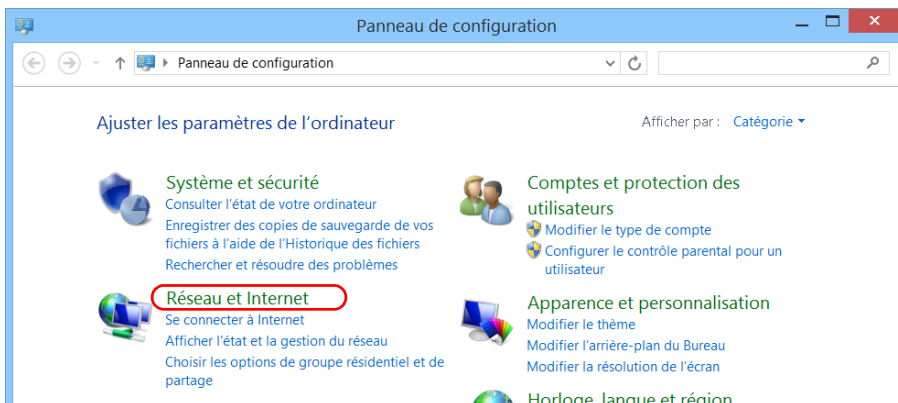 Panneau de configuration
Panneau de configuration
Ajuster les paramètres de l'ordinateur
Afficher par : Catégorie
Système et sécurité
Consulter l'état de votre ordinateur
Enregistrer des copies de sauvegarde de vos
fichiers à l'aide de l'Historique des fichiers
Rechercher et résoudre des problèmes
Réseau et Internet
Se connecter à Internet
Afficher l'état et la gestion du réseau
Choisir les options de groupe résidentiel et de
partage
Comptes et protection des
utilisateurs
Modifier le type de compte
Configurer le contrôle parental pour un
utilisateur
Apparence et personnalisation
Modifier le thème
Modifier l'arrière-plan du Bureau
Modifier la résolution de l'écran
Horloge, langue et région